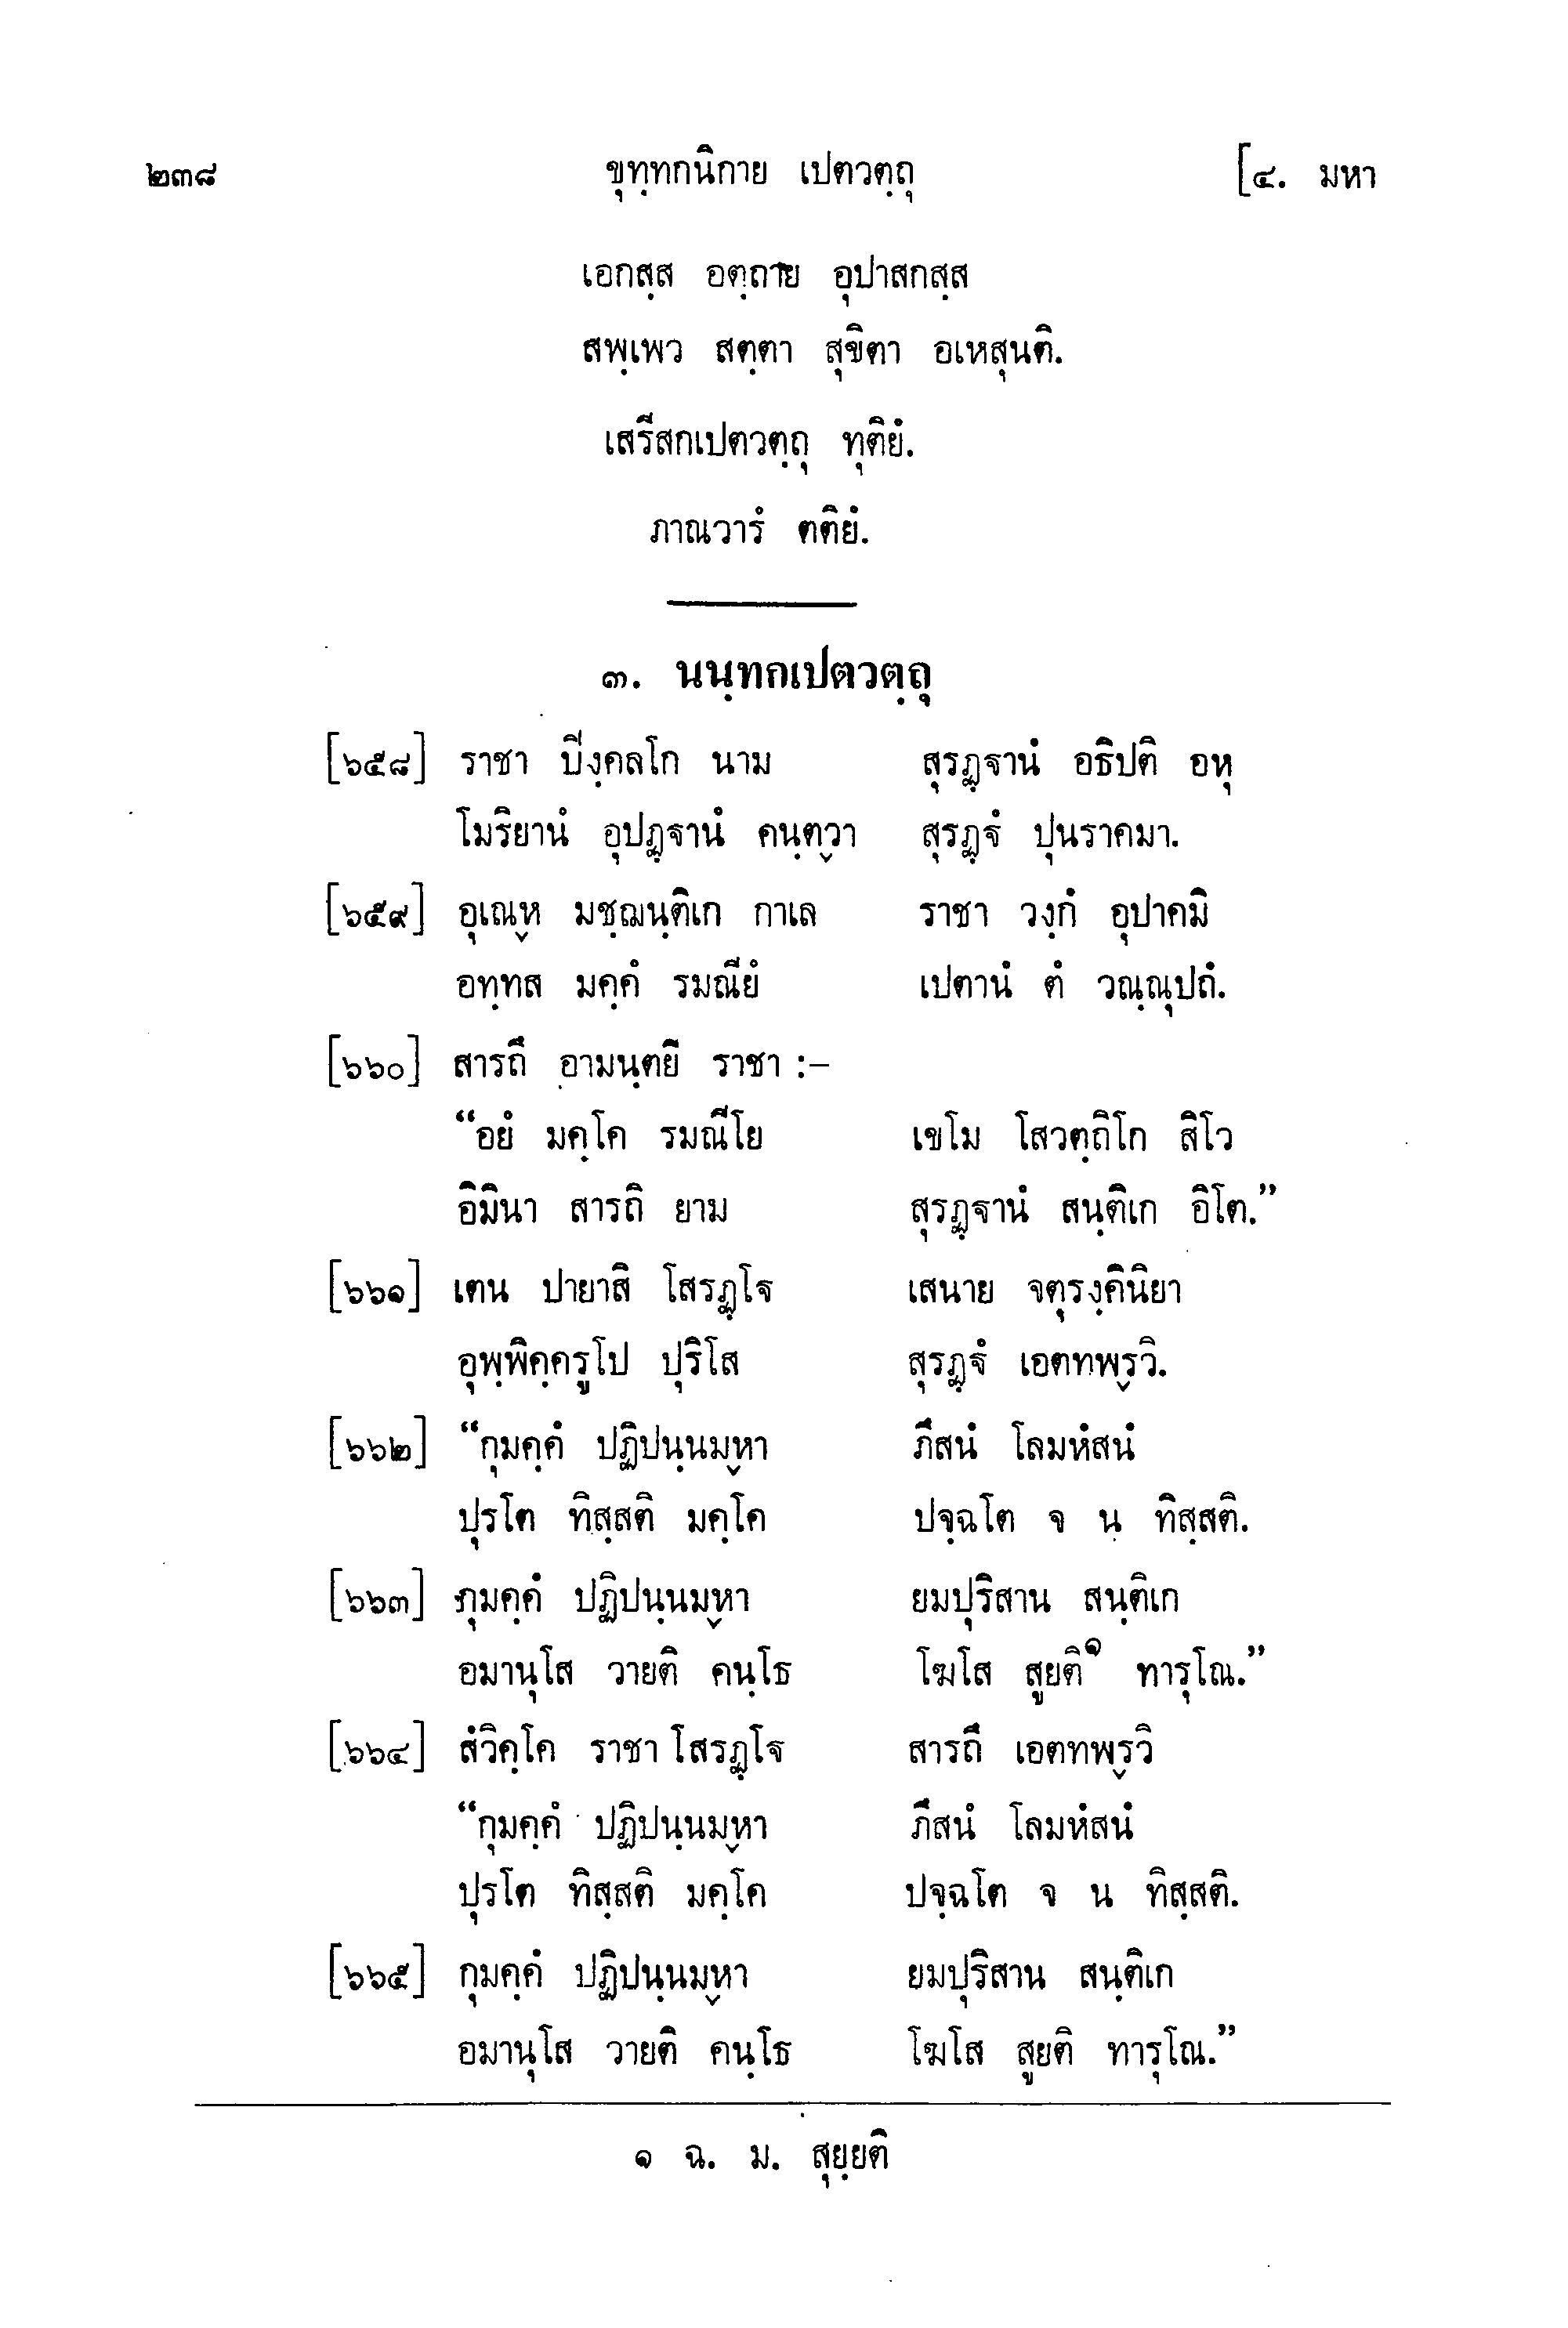 ๒๓๘ ขุทฺทกนิกาย เปตวตฺถุ [๔. มหา
เอกสฺส อตฺถาย อุปาสกสฺส
สพฺเพว สตฺตา สุขิตา อเหสุนติ.
เสรีสกเปตวตฺถุ ทุติยํ.
ภาณวารํ ตติยํ.
๓. นนฺทกเปตวตฺถุ
[๖๕๘] ราชา ปิงฺคลโก นาม สุรฏฺฐานํ อธิปติ อหุ
โมริยานํ อุปฏฺฐานํ คนฺตฺวา สุรฏฺฐํ ปุนราคมา.
[๖๕๙] อุเณฺห มชฺฌนฺติเก กาเล ราชา วงฺกํ อุปาคมิ
อทฺทส มคฺคํ รมณียํ เปตานํ ตํ วณฺณุปถํ.
[๖๖๐] สารถึ อามนฺตยี ราชา :–
“อยํ มคฺโค รมณีโย เขโม โสวตฺถิโก สิโว
อิมินา สารถิ ยาม สุรฏฺฐานํ สนฺติเก อิโต.”
[๖๖๑] เตน ปายาสิ โสรฏฺโฐ เสนาย จตุรงฺคินิยา
อุพฺพิคฺครูโป ปุริโส สุรฏฺฐํ เอตทพฺรวิ.
[๖๖๒] “กุมคฺคํ ปฏิปนฺนมฺหา ภึสนํ โลมหํสนํ
ปุรโต ทิสฺสติ มคฺโค ปจฺฉโต จ น ทิสฺสติ.
[๖๖๓] กุมคฺคํ ปฏิปนฺนมฺหา ยมปุริสาน สนฺติเก
อมานุโส วายติ คนฺโธ โฆโส สูยติ๑ ทารุโณ.”
[๖๖๔] สํวิคฺโค ราชา โสรฏฺโฐ สารถึ เอตทพฺรวิ
“กุมคฺคํ ปฏิปนฺนมฺหา ภึสนํ โลมหํสนํ
ปุรโต ทิสฺสติ มคฺโค ปจฺฉโต จ น ทิสฺสติ.
[๖๖๕] กุมคฺคํ ปฏิปนฺนมฺหา ยมปุริสาน สนฺติเก
อมานุโส วายติ คนฺโธ โฆโส สูยติ ทารุโณ.”
๑ ฉ. ม. สุยฺยติ